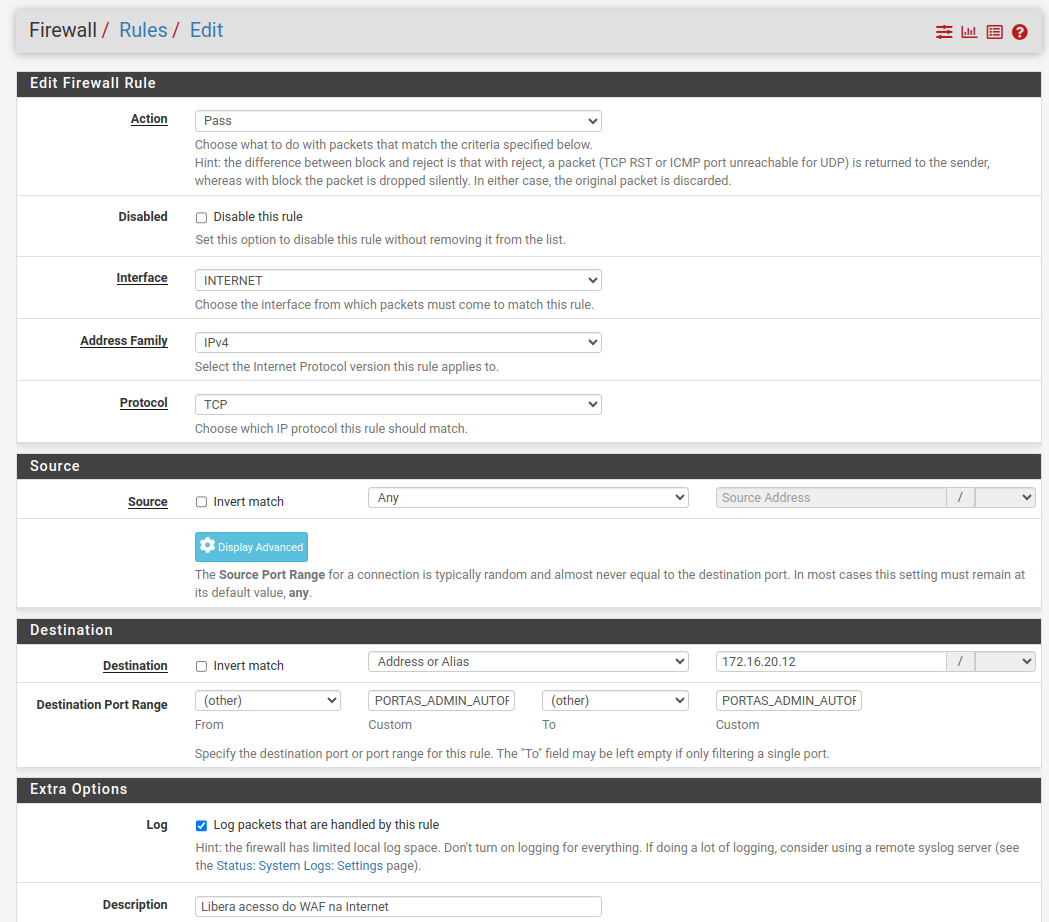 Firewall / Rules / Edit
Edit Firewall Rule
Action
Pass
Choose what to do with packets that match the criteria specified below.
Hint: the difference between block and reject is that with reject, a packet (TCP RST or ICMP port unreachable for UDP) is returned to the sender,
whereas with block the packet is dropped silently. In either case, the original packet is discarded.
Disabled
Disable this rule
Set this option to disable this rule without removing it from the list.
Interface
INTERNET
Choose the interface from which packets must come to match this rule.
Address Family
IPv4
Select the Internet Protocol version this rule applies to.
Protocol
TCP
Choose which IP protocol this rule should match.
Source
Source
Invert match
Any
Source Address
/
Display Advanced
The Source Port Range for a connection is typically random and almost never equal to the destination port. In most cases this setting must remain at
its default value, any.
Destination
Destination
Invert match
Address or Alias
172.16.20.12
/
Destination Port Range
(other)
PORTAS_ADMIN_AUTOF
(other)
PORTAS_ADMIN_AUTOF
From
Custom
To
Custom
Specify the destination port or port range for this rule. The "To" field may be left empty if only filtering a single port.
Extra Options
Log
Log packets that are handled by this rule
Hint: the firewall has limited local log space. Don't turn on logging for everything. If doing a lot of logging, consider using a remote syslog server (see
the Status: System Logs: Settings page).
Description
Libera acesso do WAF na Internet